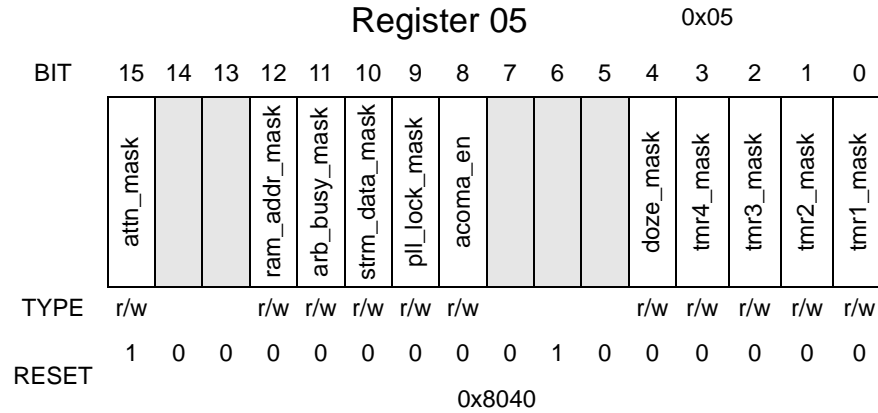 Register 05 0x05
BIT 15 14 13 12 11 10 9 8 7 6 5 4 3 2 1 0
attn_mask ram_addr_mask arb_busy_mask strm_data_mask pll_lock_mask acoma_en doze_mask tmr4_mask tmr3_mask tmr2_mask tmr1_mask
TYPE r/w r/w r/w r/w r/w r/w r/w r/w r/w r/w r/w
RESET 1 0 0 0 0 0 0 0 0 1 0 0 0 0 0 0
0x8040